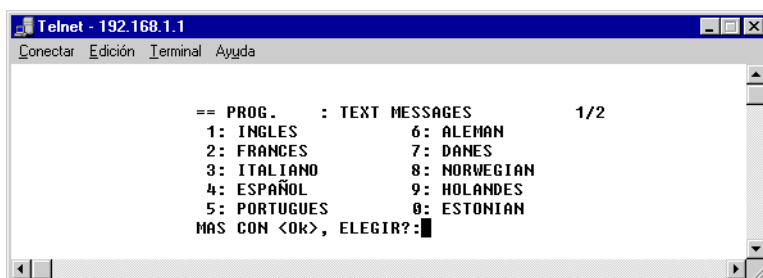 Telnet - 192.168.1.1
Conectar Edición Terminal Ayuda
== PROG. : TEXT MESSAGES 1/2
1: INGLES 6: ALEMAN
2: FRANCES 7: DANES
3: ITALIANO 8: NORWEGIAN
4: ESPAÑOL 9: HOLANDES
5: PORTUGUES 0: ESTONIAN
MAS CON <Ok>, ELEGIR?: